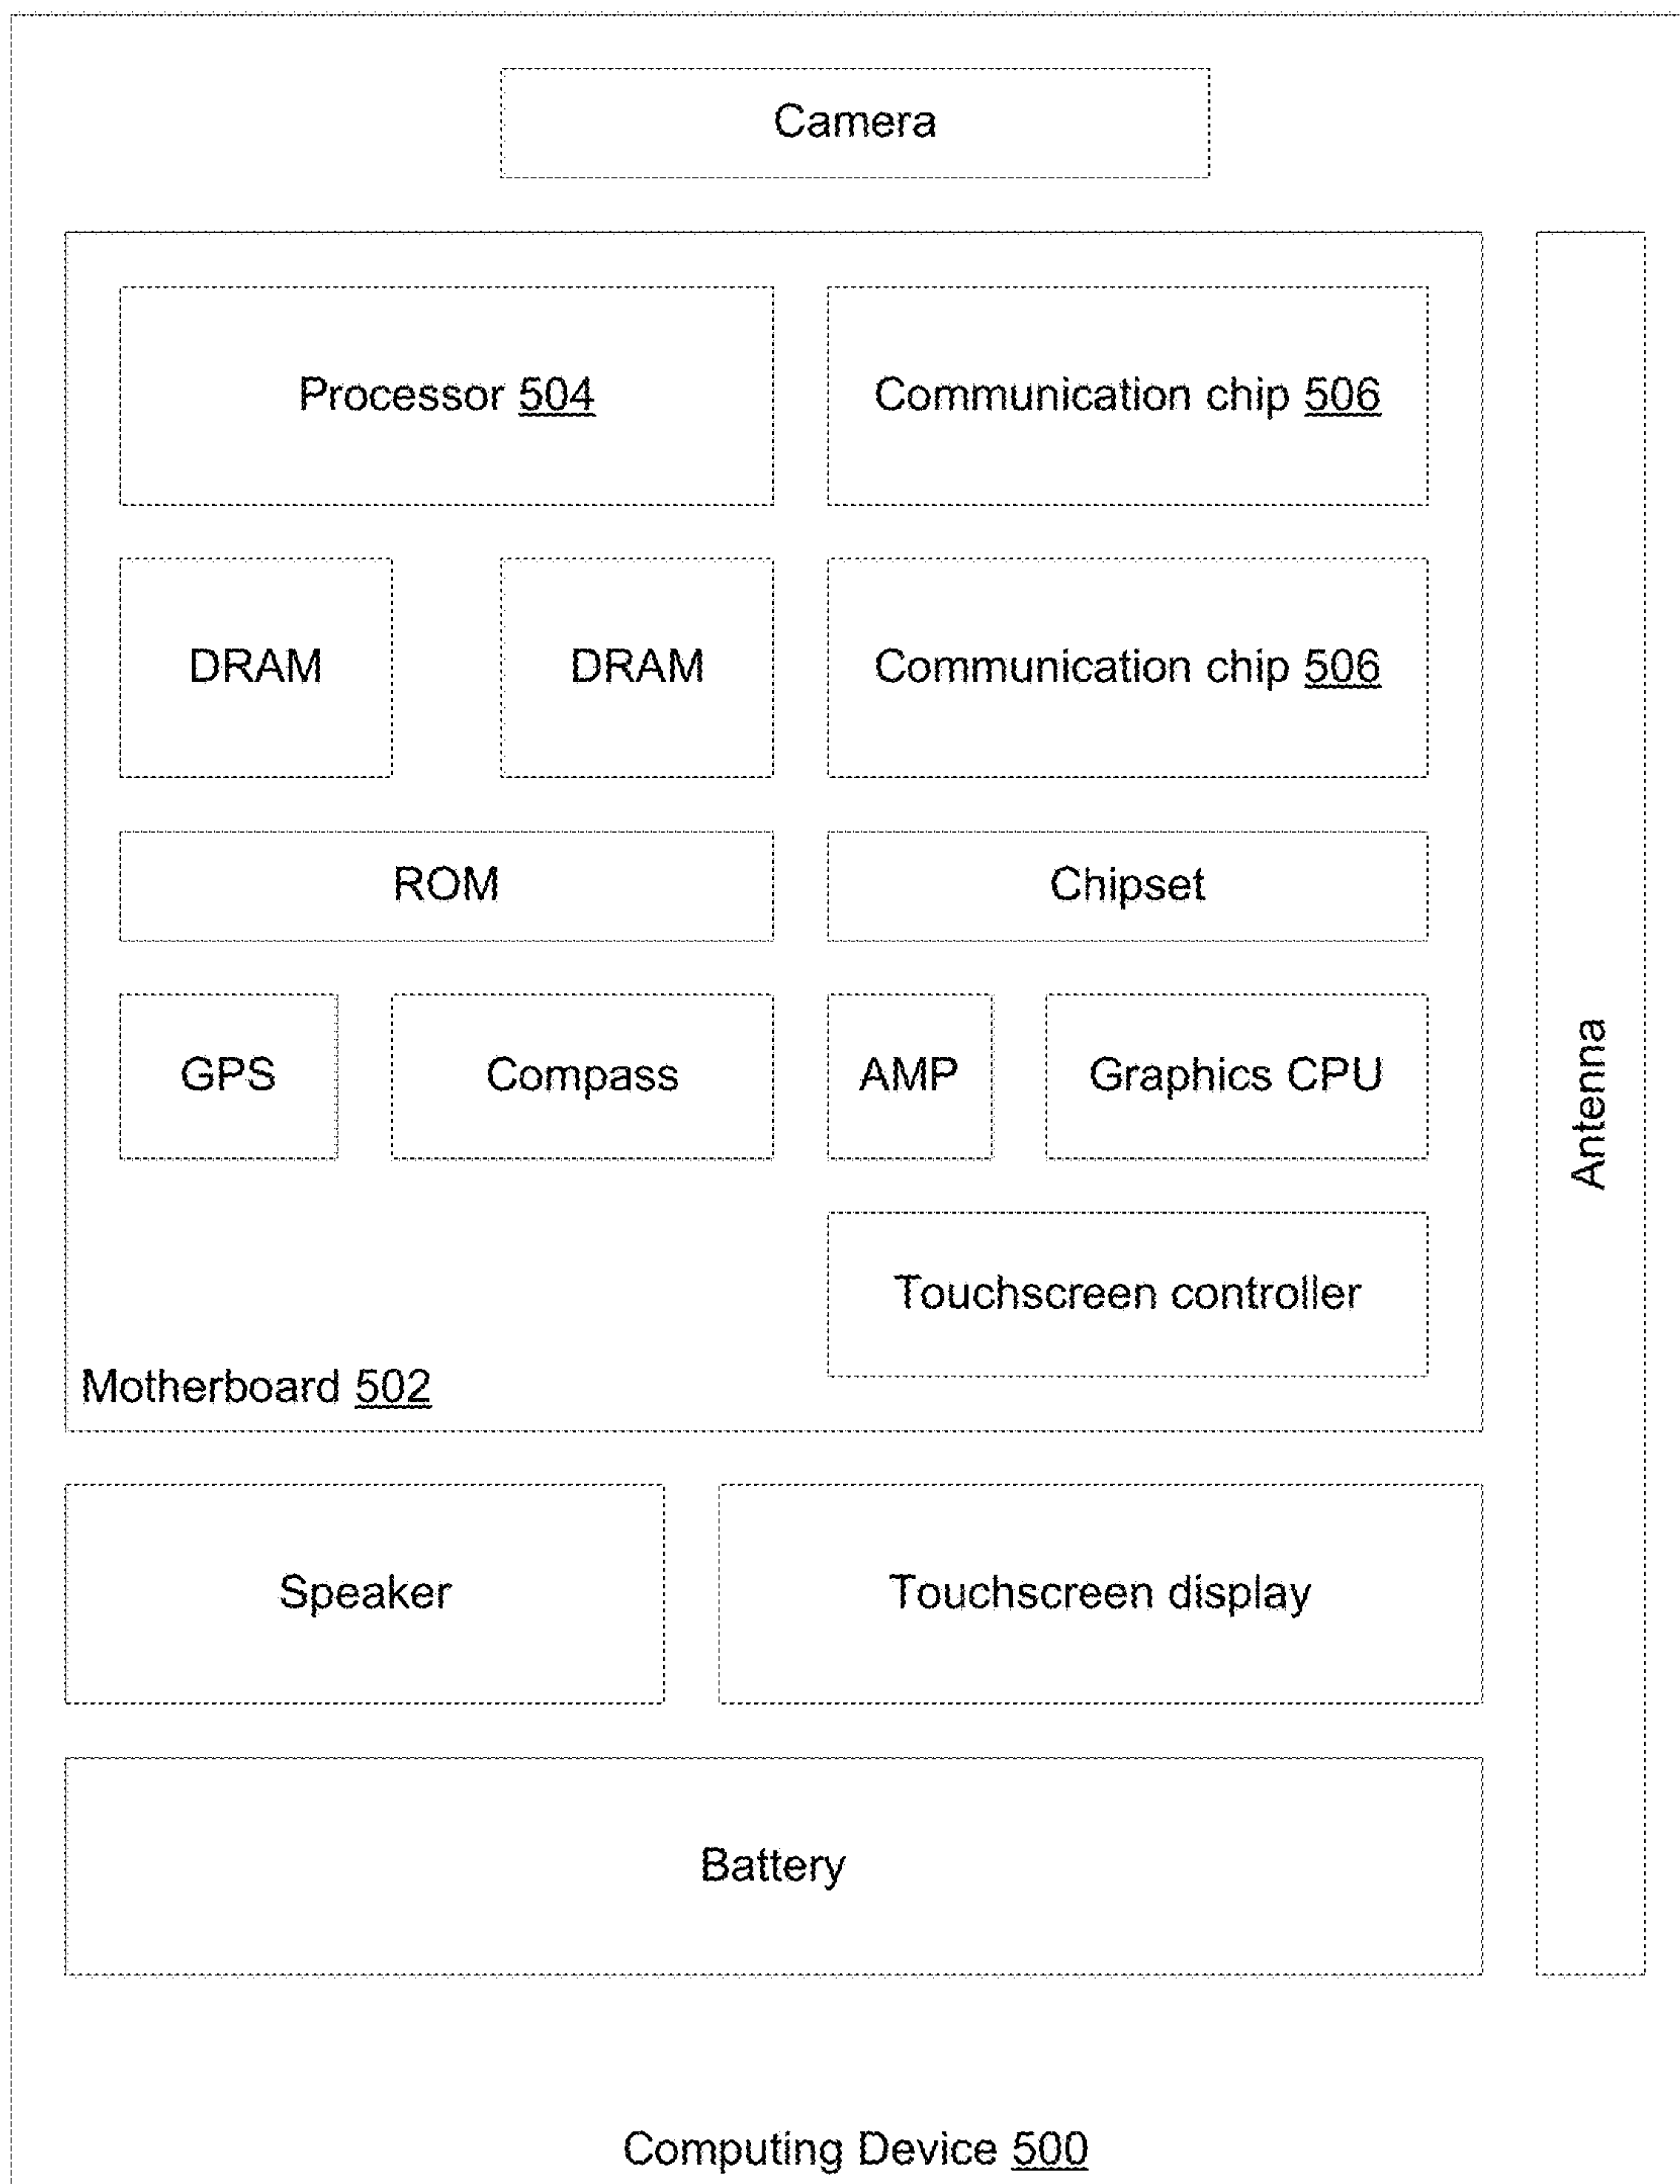 Camera
Processor 504
Communication chip 506
DRAM
DRAM
Communication chip 506
ROM
Chipset
GPS
Compass
AMP
Graphics CPU
Antenna
Touchscreen controller
Motherboard 502
Speaker
Touchscreen display
Battery
Computing Device 500